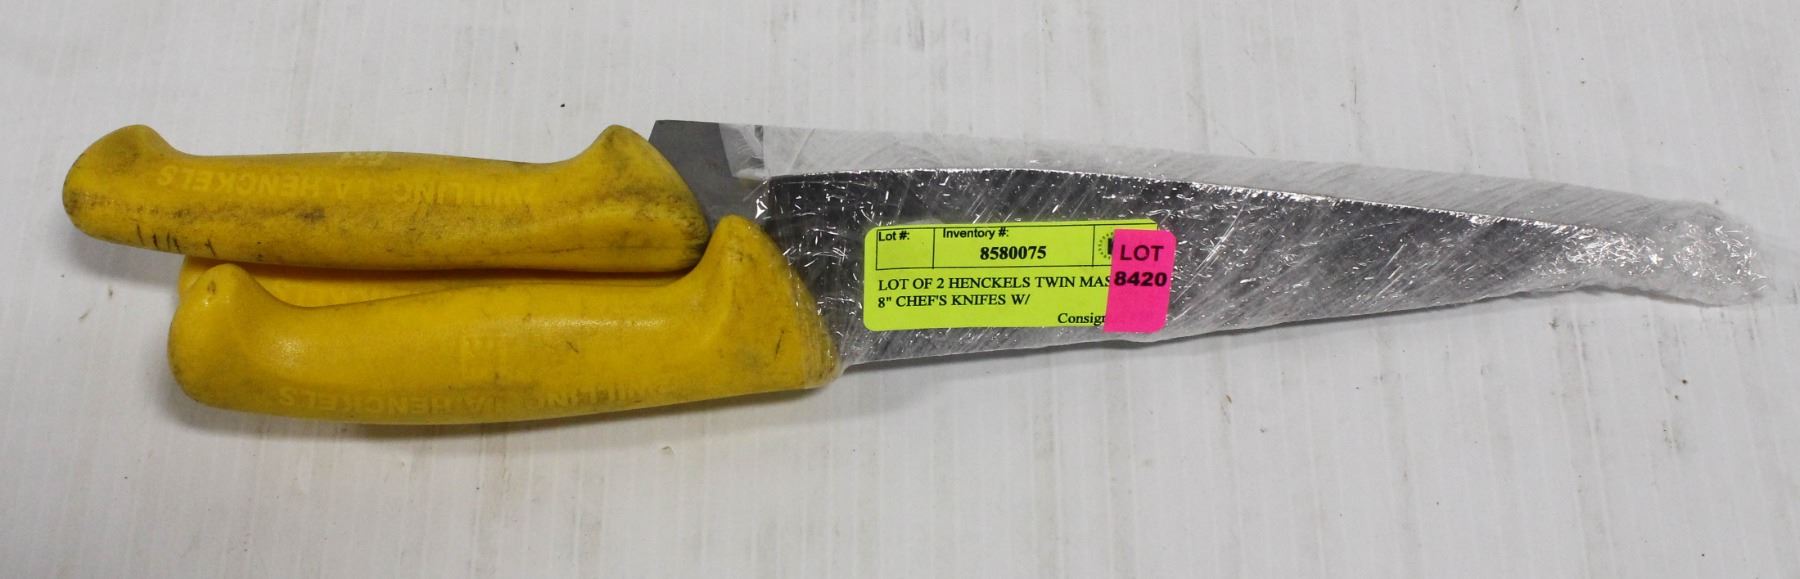 ZWILLING J.A. HENCKELS
Lot #:
Inventory #:
8580075
LOT
8420
LOT OF 2 HENCKELS TWIN MAS
8" CHEF'S KNIFES W/
Consign
ZWILLING J.A. HENCKELS